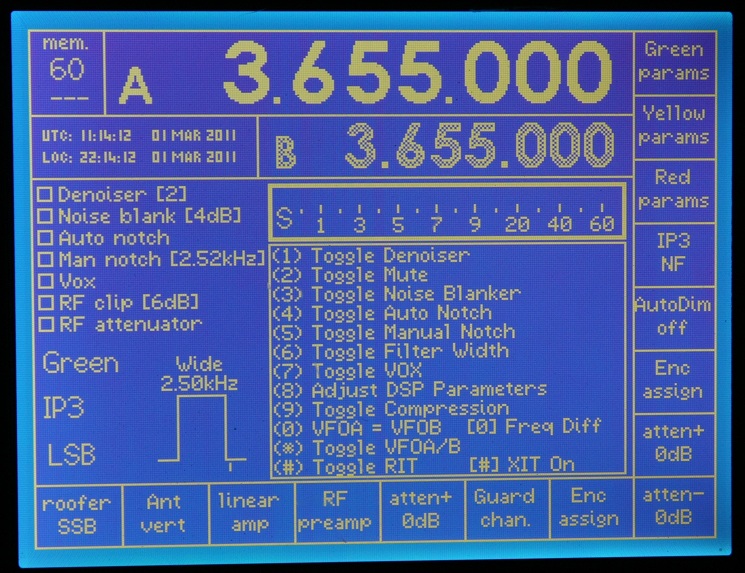 mem.
60
---
A 3.655.000
Green
params
UTC: 11:14:12 01 MAR 2011
LOC: 22:14:12 01 MAR 2011
B 3.655.000
Yellow
params
Red
params
IP3
NF
AutoDim
off
Enc
assign
atten+
0dB
atten-
0dB
Denoiser [2]
Noise blank [4dB]
Auto notch
Man notch [2.52kHz]
Vox
RF clip [6dB]
RF attenuator
S 1 3 5 7 9 20 40 60
(1) Toggle Denoiser
(2) Toggle Mute
(3) Toggle Noise Blanker
(4) Toggle Auto Notch
(5) Toggle Manual Notch
(6) Toggle Filter Width
(7) Toggle VOX
(8) Adjust DSP Parameters
(9) Toggle Compression
(0) VFOA = VFOB [0] Freq Diff
(*) Toggle VFOA/B
(#) Toggle RIT [#] XIT On
Green
Wide
2.50kHz
IP3
LSB
roofer
SSB
Ant
vert
linear
amp
RF
preamp
atten+
0dB
Guard
chan.
Enc
assign